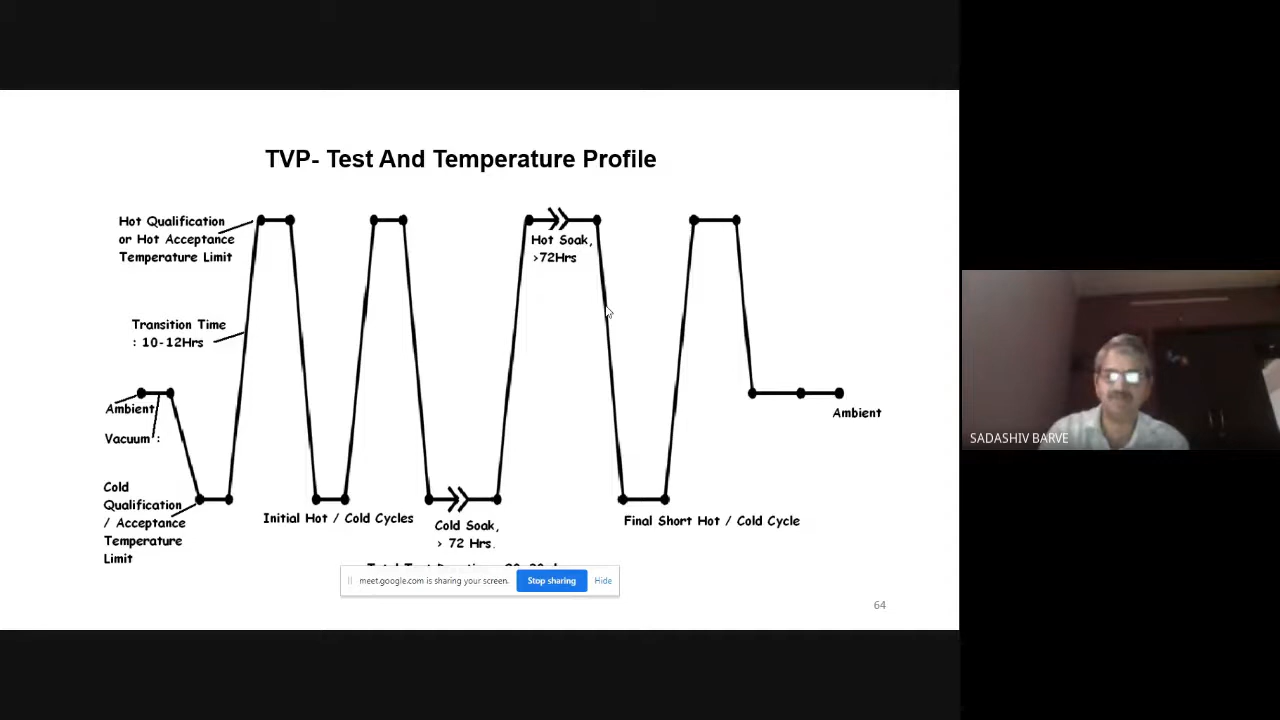 TVP- Test And Temperature Profile
Hot Qualification
or Hot Acceptance
Temperature Limit
Hot Soak,
>72Hrs
Transition Time
: 10-12Hrs
Ambient
Vacuum :
Ambient
Cold
Qualification
/ Acceptance
Temperature
Limit
Initial Hot / Cold Cycles
Cold Soak,
> 72 Hrs.
Final Short Hot / Cold Cycle
meet.google.com is sharing your screen.
Stop sharing
Hide
64
SADASHIV BARVE